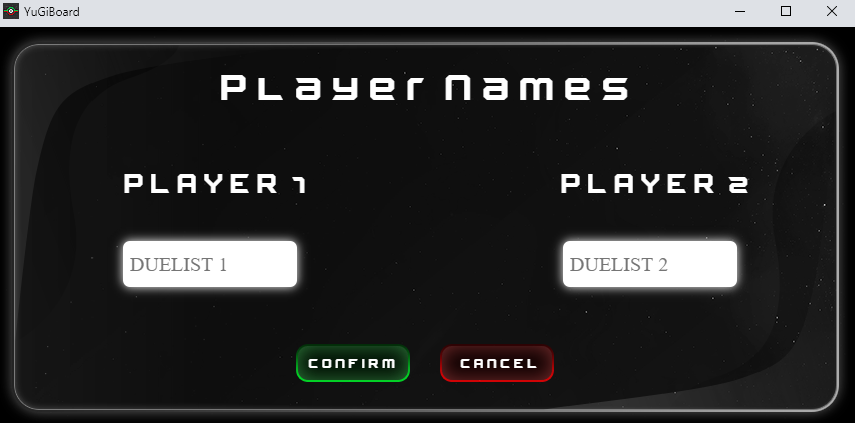 YuGiBoard
Player Names
PLAYER 1 PLAYER 2
DUELIST 1 DUELIST 2
CONFIRM CANCEL